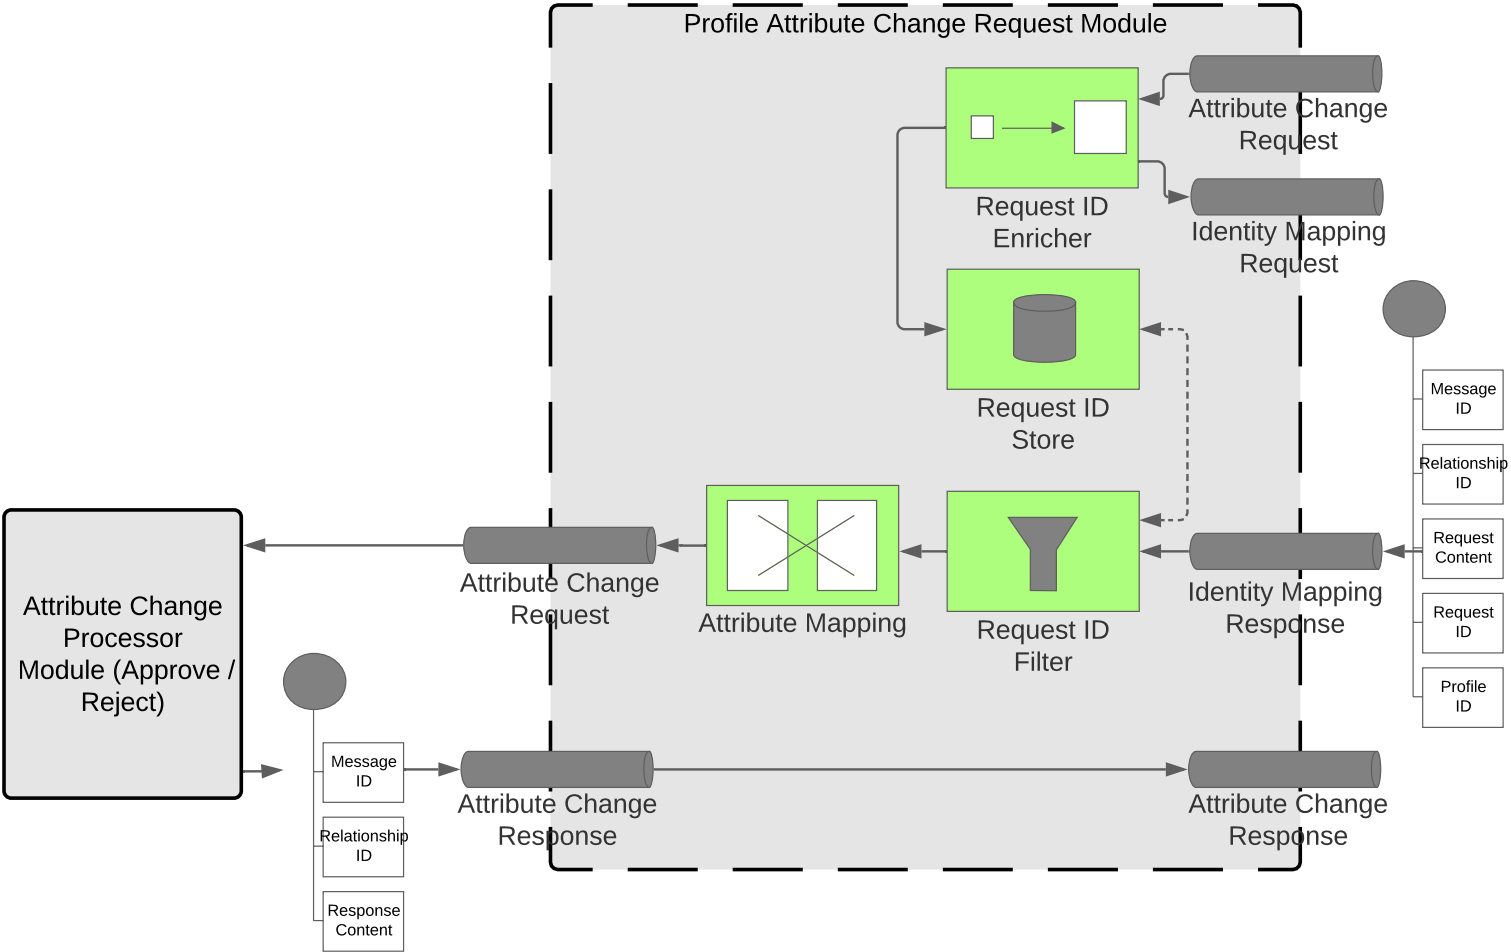 Profile Attribute Change Request Module
Attribute Change
Request
Request ID
Enricher
Identity Mapping
Request
Request ID
Store
Message
ID
Relationship
ID
Request
Content
Request
ID
Profile
ID
Identity Mapping
Response
Request ID
Filter
Attribute Mapping
Attribute Change
Request
Attribute Change
Processor
Module (Approve /
Reject)
Message
ID
Relationship
ID
Response
Content
Attribute Change
Response
Attribute Change
Response